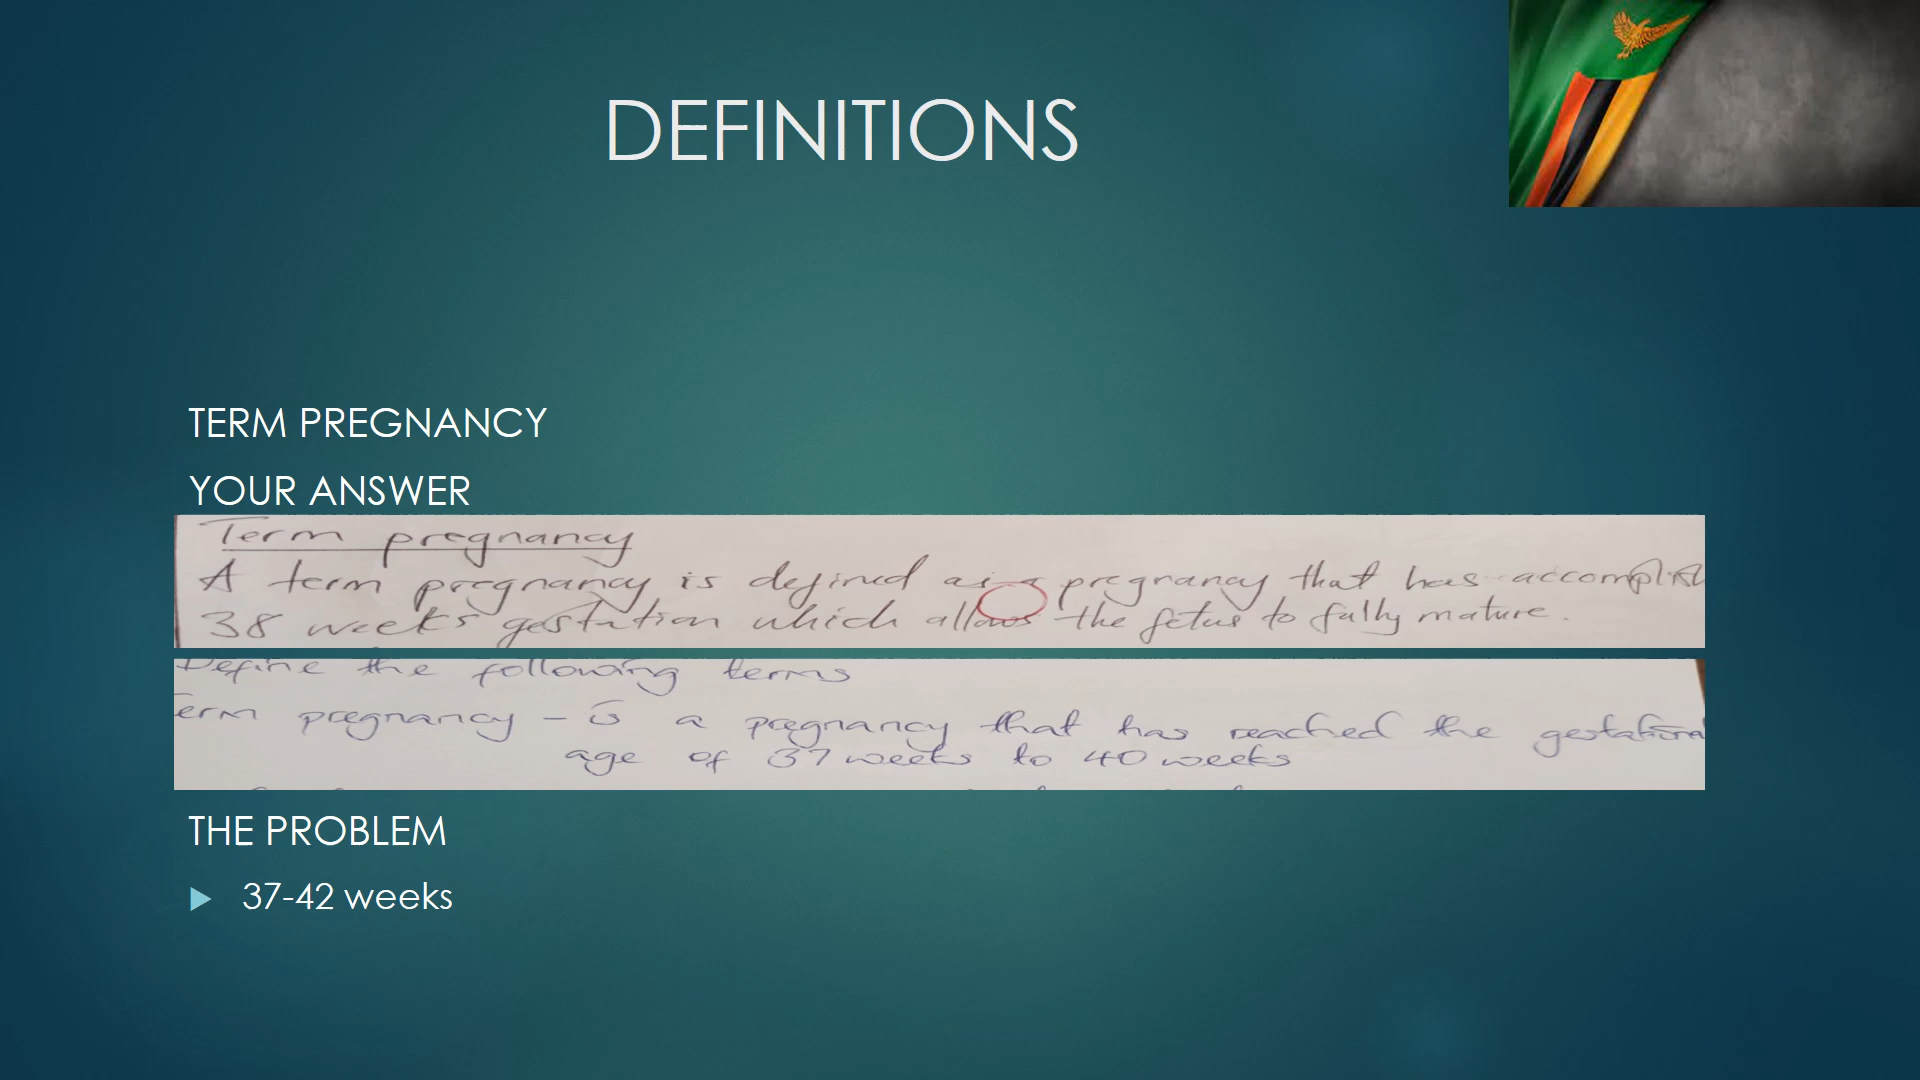 DEFINITIONS
TERM PREGNANCY
YOUR ANSWER
Term pregnancy
A term pregnancy is defined as a pregnancy that has accomplish
38 weeks gestation which allows the fetus to fully mature.
Define the following terms
erm pregnancy – is a pregnancy that has reached the gestationa
age of 37 weeks to 40 weeks
THE PROBLEM
37-42 weeks